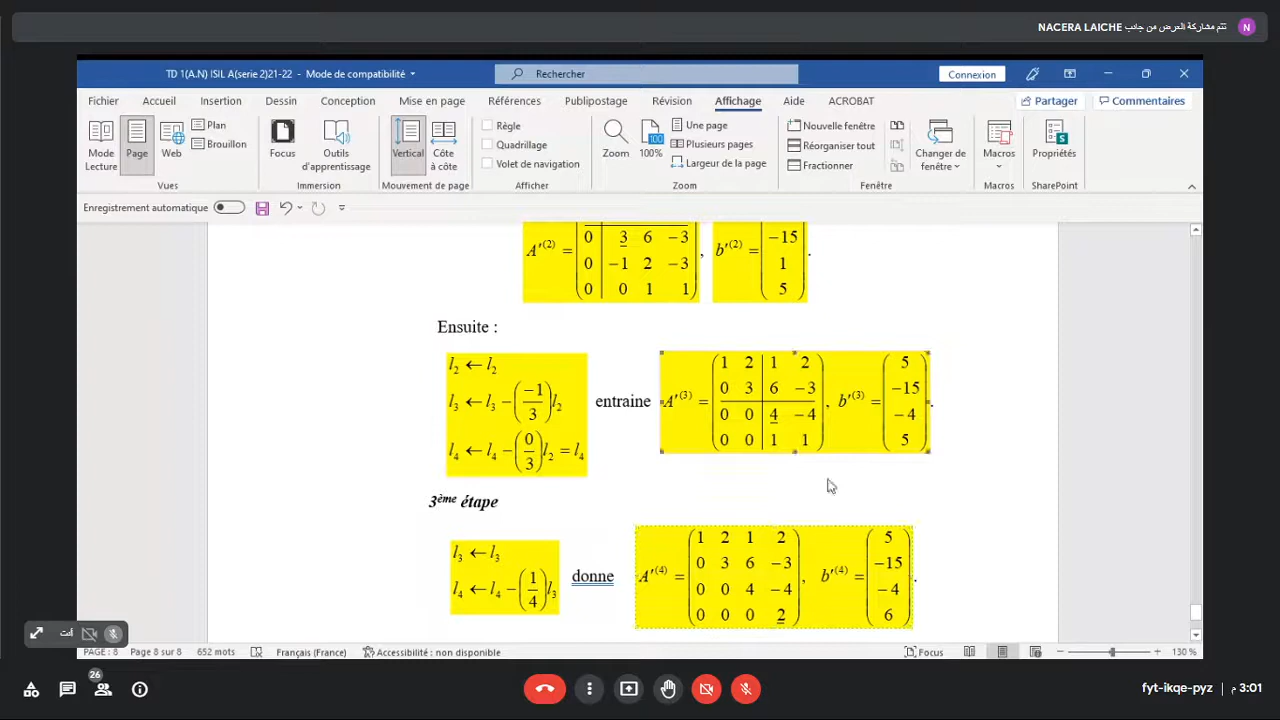 تتم مشاركة العرض من جانب NACERA LAICHE
N
TD 1(A.N) ISIL A(serie 2)21-22 - Mode de compatibilité
Rechercher
Connexion
Fichier Accueil Insertion Dessin Conception Mise en page Références Publipostage Révision Affichage Aide ACROBAT Partager Commentaires
Mode Lecture
Page
Web
Plan
Brouillon
Vues
Focus
Outils d'apprentissage
Immersion
Vertical
Côte à côte
Mouvement de page
Règle
Quadrillage
Volet de navigation
Afficher
Zoom
100
100%
Une page
Plusieurs pages
Largeur de la page
Zoom
Nouvelle fenêtre
Réorganiser tout
Fractionner
Changer de fenêtre
Fenêtre
Macros
Macros
S
Propriétés
SharePoint
Enregistrement automatique
A'⁽²⁾ = ( 0 3 6 −3
0 −1 2 −3
0 0 1 1 ) , b'⁽²⁾ = ( −15
1
5 ) .
Ensuite :
l₂ ← l₂
l₃ ← l₃ − (−1/3) l₂
l₄ ← l₄ − (0/3) l₂ = l₄
entraine
A'⁽³⁾ = ( 1 2 1 2
0 3 6 −3
0 0 4 −4
0 0 1 1 ) , b'⁽³⁾ = ( 5
−15
−4
5 ) .
3ème étape
l₃ ← l₃
l₄ ← l₄ − (1/4) l₃
donne
A'⁽⁴⁾ = ( 1 2 1 2
0 3 6 −3
0 0 4 −4
0 0 0 2 ) , b'⁽⁴⁾ = ( 5
−15
−4
6 ) .
أنت
PAGE : 8 Page 8 sur 8 652 mots Français (France) Accessibilité : non disponible Focus 130 %
26
fyt-ikqe-pyz | 3:01 م